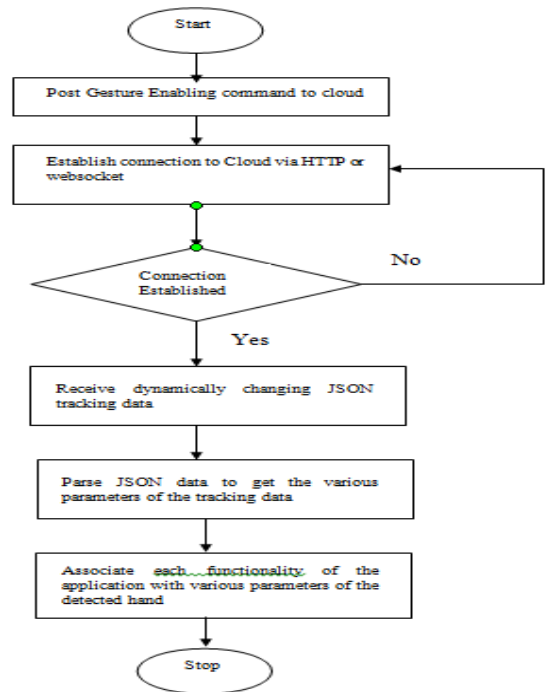 Start
Post Gesture Enabling command to cloud
Establish connection to Cloud via HTTP or
websocket
Connection
Established
No
Yes
Receive dynamically changing JSON
tracking data
Parse JSON data to get the various
parameters of the tracking data
Associate each functionality of the
application with various parameters of the
detected hand
Stop